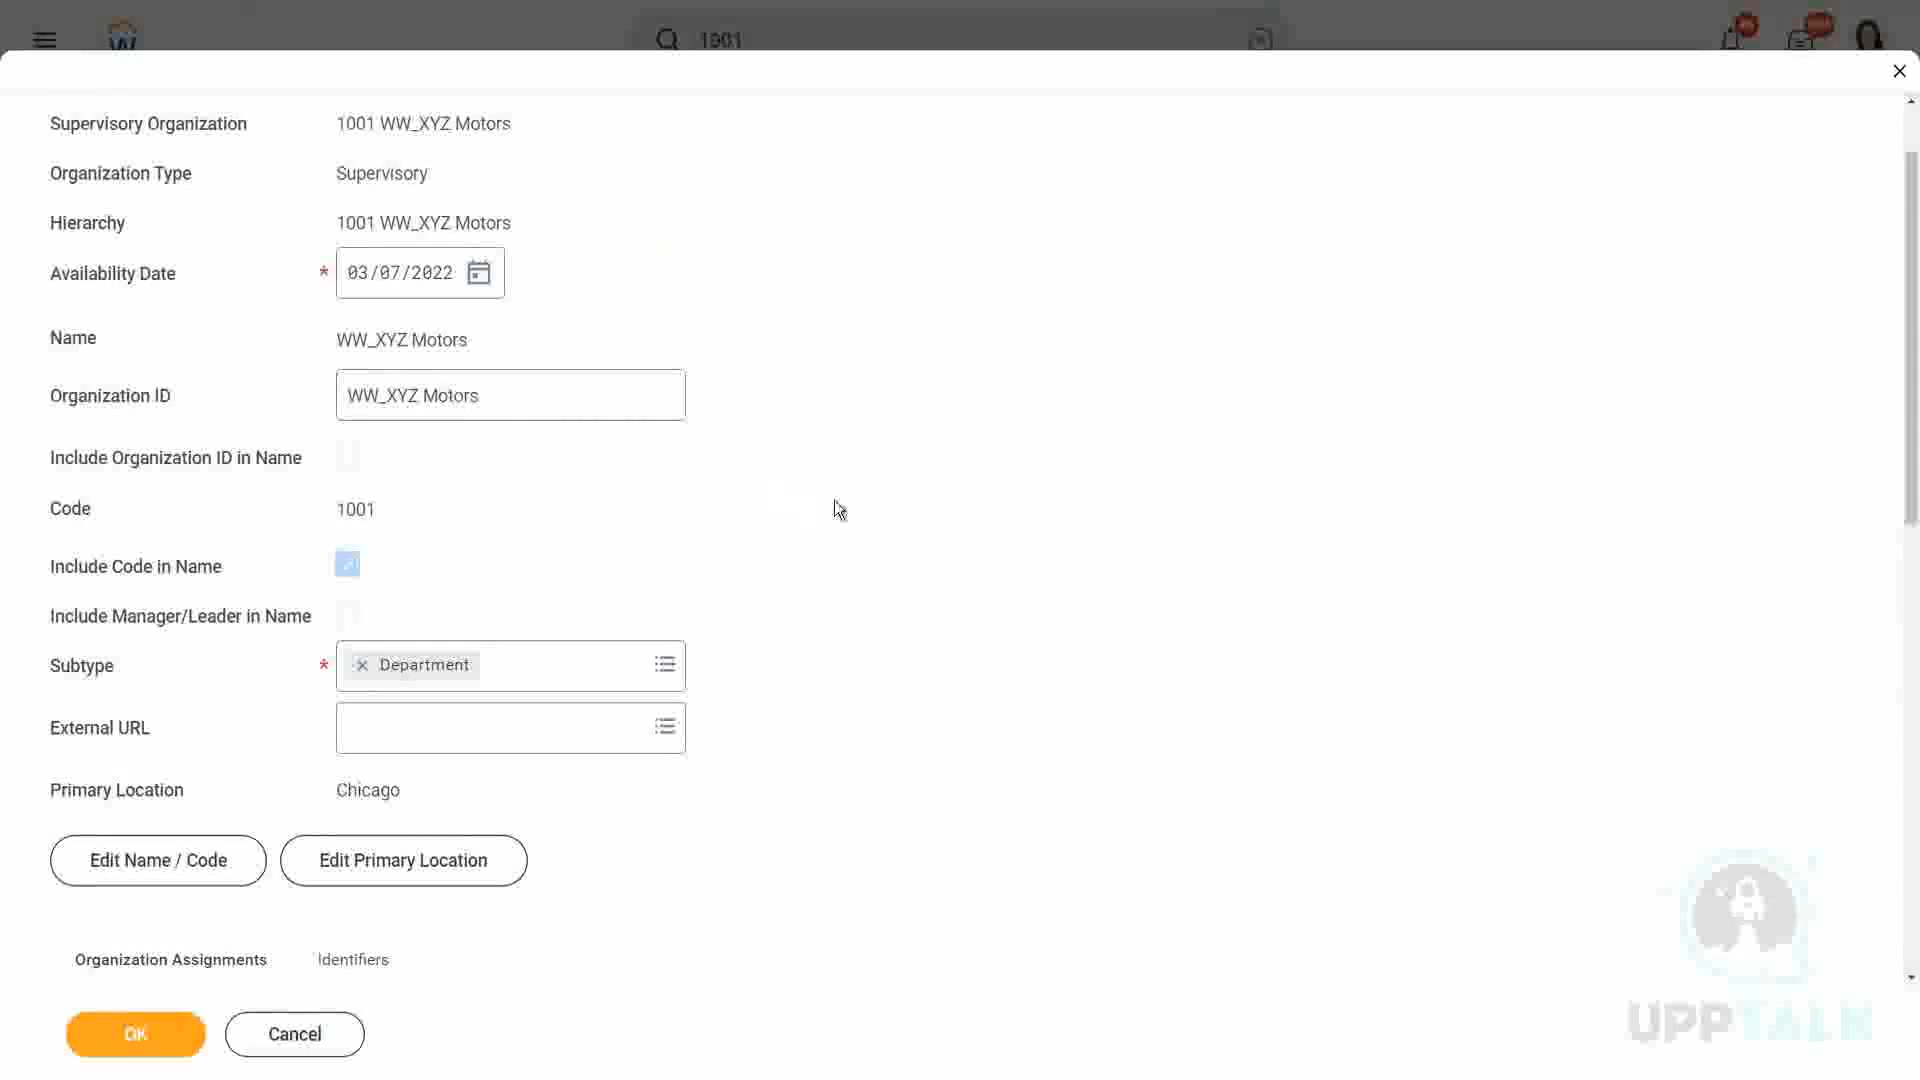 1001
Supervisory Organization 1001 WW_XYZ Motors
Organization Type Supervisory
Hierarchy 1001 WW_XYZ Motors
Availability Date * 03/07/2022
Name WW_XYZ Motors
Organization ID WW_XYZ Motors
Include Organization ID in Name
Code 1001
Include Code in Name
Include Manager/Leader in Name
Subtype * Department
External URL
Primary Location Chicago
Edit Name / Code Edit Primary Location
Organization Assignments Identifiers
OK Cancel
UPPTALK